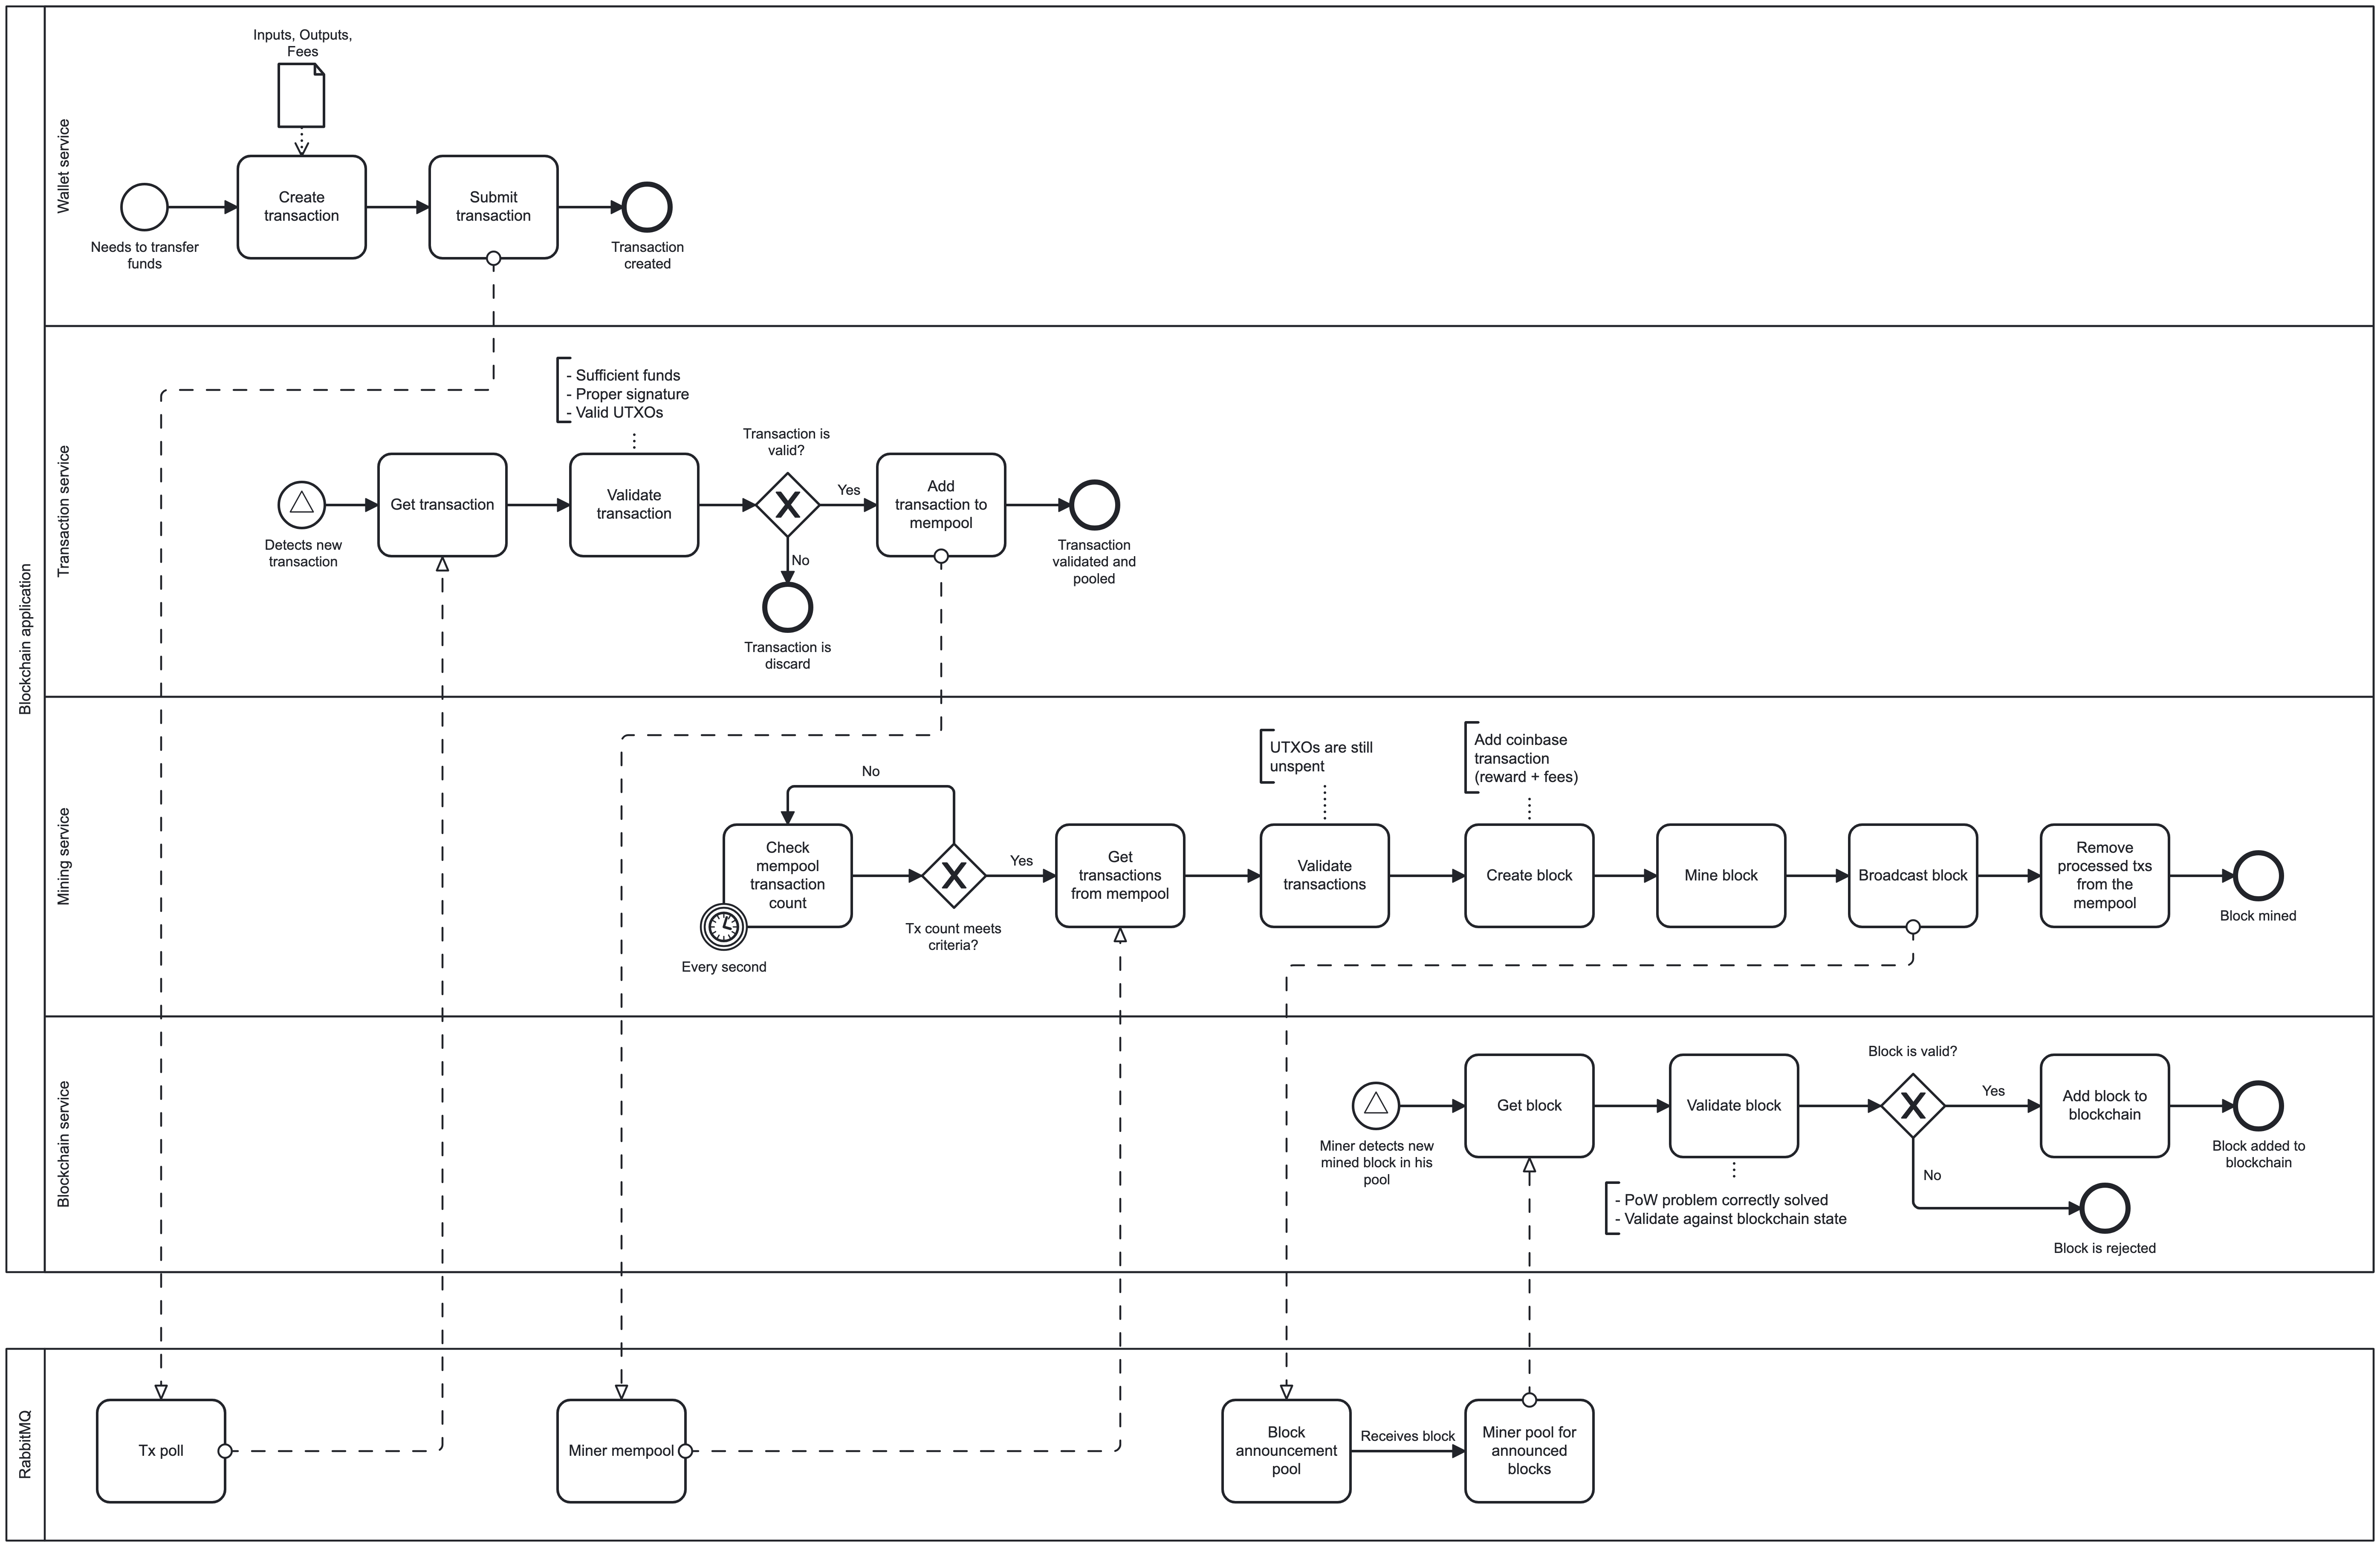 Blockchain application
Wallet service
Inputs, Outputs,
Fees
Needs to transfer
funds
Create
transaction
Submit
transaction
Transaction
created
Transaction service
Detects new
transaction
Get transaction
- Sufficient funds
- Proper signature
- Valid UTXOs
Validate
transaction
Transaction is
valid?
Yes
No
Transaction is
discard
Add
transaction to
mempool
Transaction
validated and
pooled
Mining service
No
Check
mempool
transaction
count
Every second
Tx count meets
criteria?
Yes
Get
transactions
from mempool
UTXOs are still
unspent
Validate
transactions
Add coinbase
transaction
(reward + fees)
Create block
Mine block
Broadcast block
Remove
processed txs
from the
mempool
Block mined
Blockchain service
Miner detects new
mined block in his
pool
Get block
Validate block
- PoW problem correctly solved
- Validate against blockchain state
Block is valid?
Yes
No
Add block to
blockchain
Block added to
blockchain
Block is rejected
RabbitMQ
Tx poll
Miner mempool
Block
announcement
pool
Receives block
Miner pool for
announced
blocks